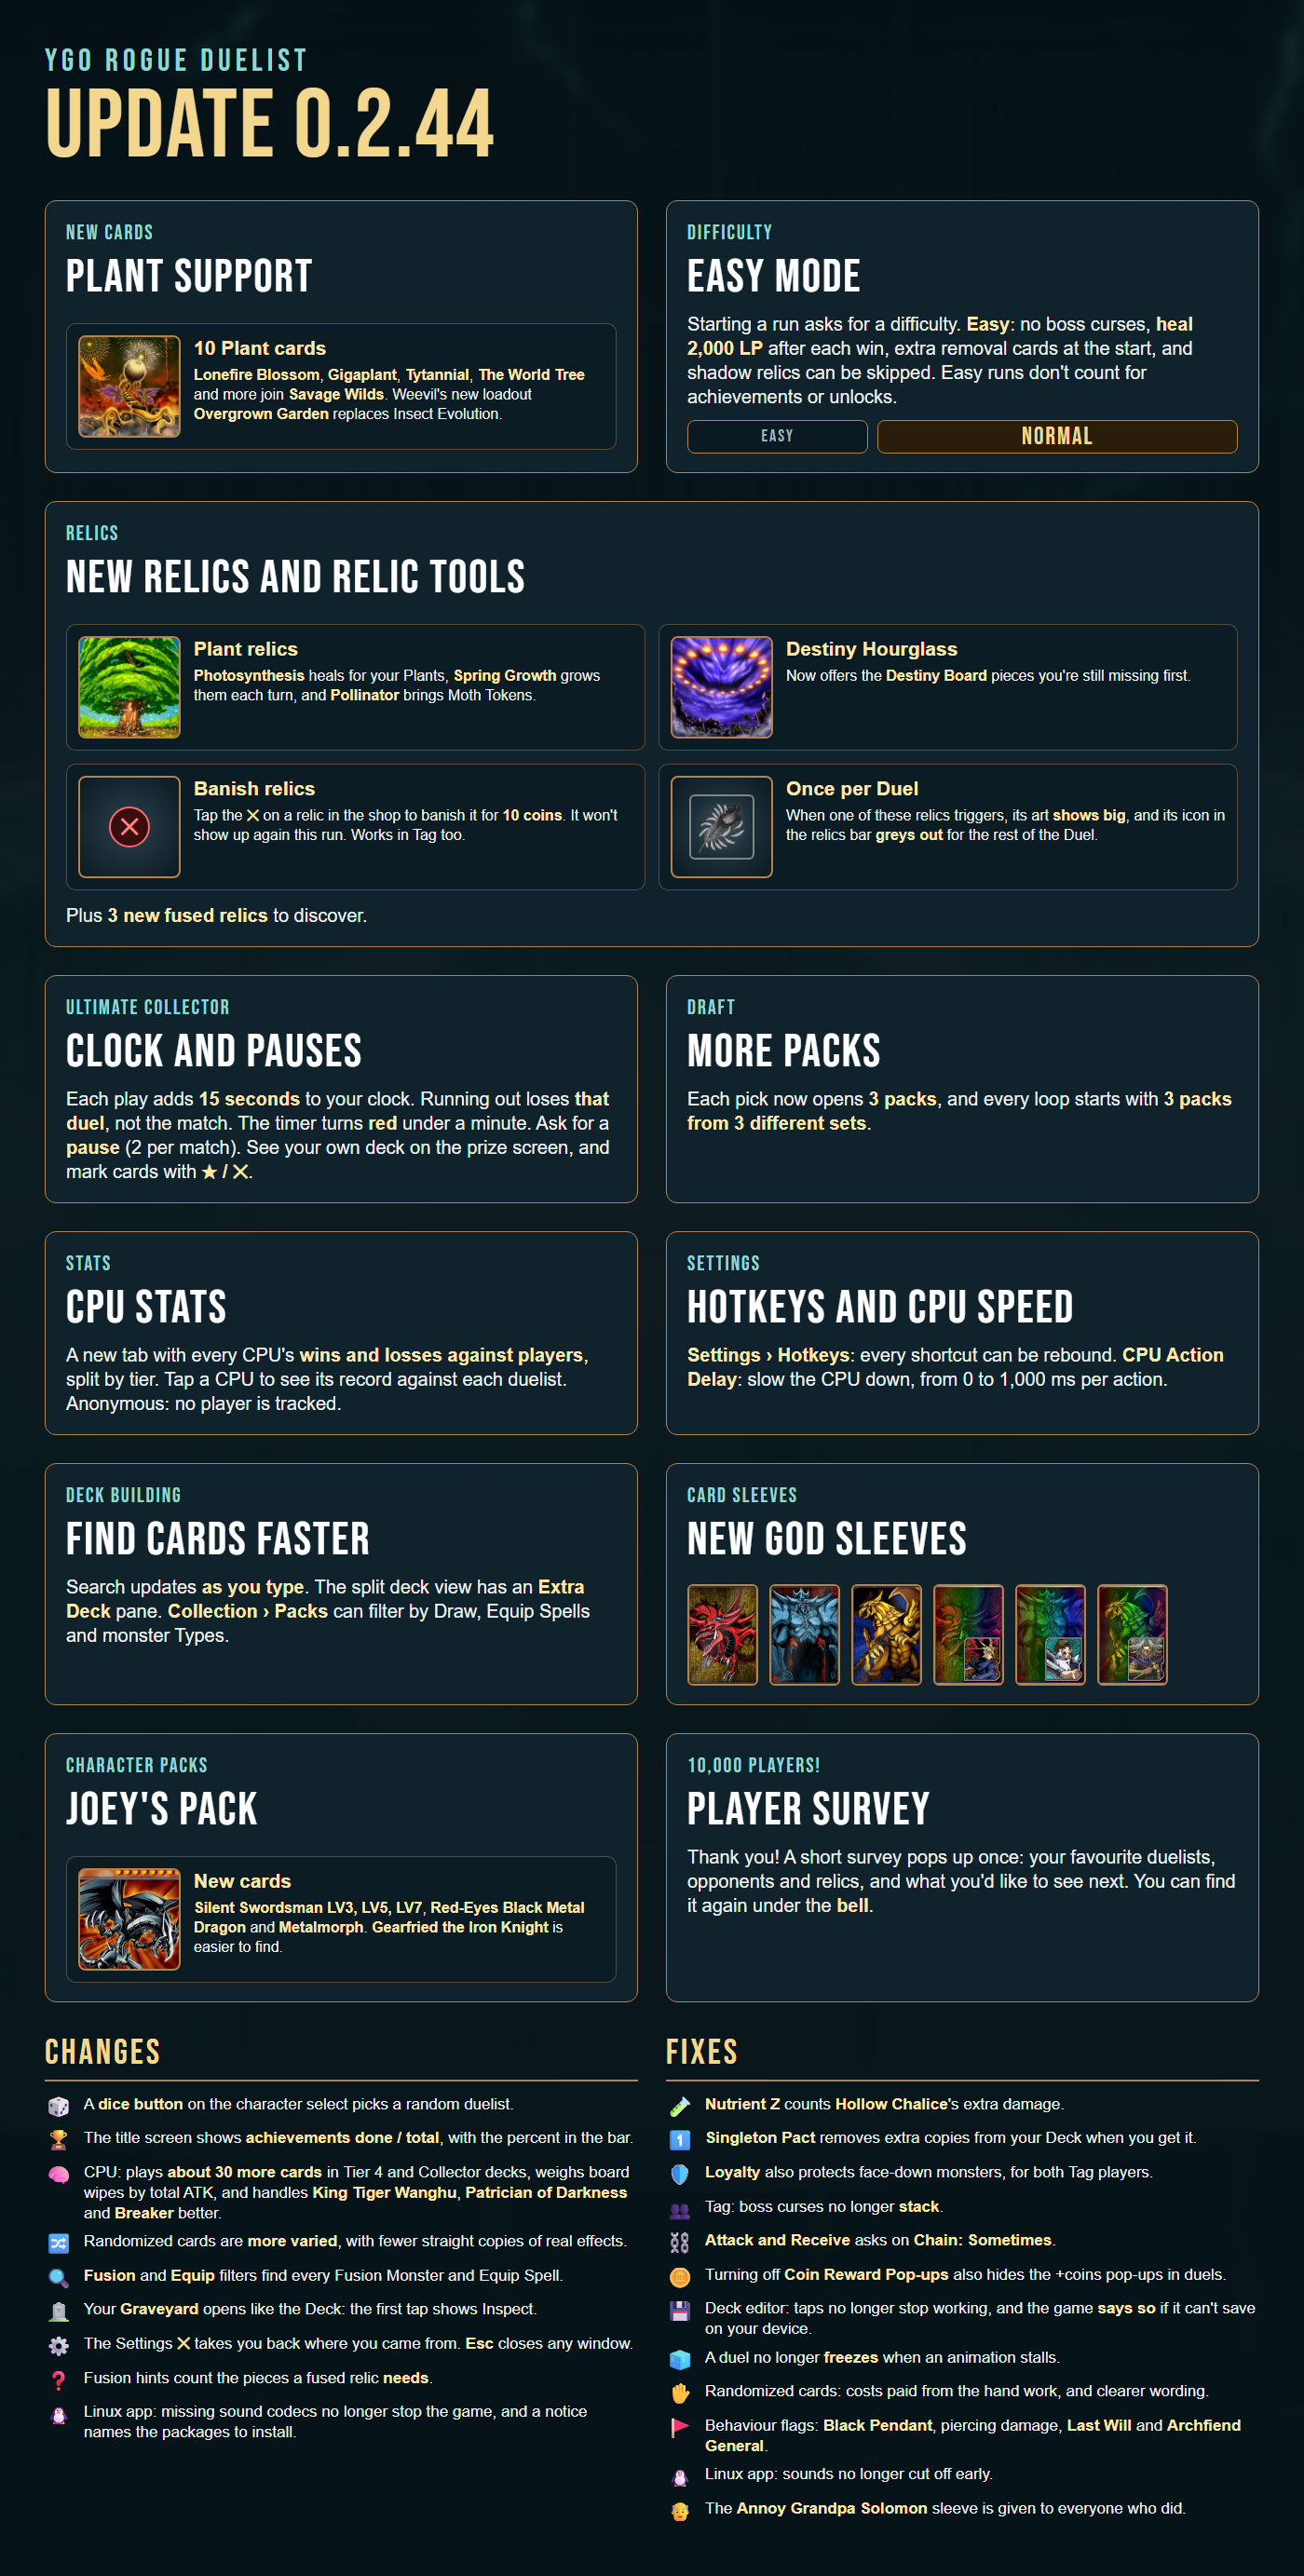 YGO ROGUE DUELIST
UPDATE 0.2.44
NEW CARDS
PLANT SUPPORT
10 Plant cards
Lonefire Blossom, Gigaplant, Tytannial, The World Tree
and more join Savage Wilds. Weevil's new loadout
Overgrown Garden replaces Insect Evolution.
DIFFICULTY
EASY MODE
Starting a run asks for a difficulty. Easy: no boss curses, heal
2,000 LP after each win, extra removal cards at the start, and
shadow relics can be skipped. Easy runs don't count for
achievements or unlocks.
EASY
NORMAL
RELICS
NEW RELICS AND RELIC TOOLS
Plant relics
Photosynthesis heals for your Plants, Spring Growth grows
them each turn, and Pollinator brings Moth Tokens.
Destiny Hourglass
Now offers the Destiny Board pieces you're still missing first.
Banish relics
Tap the ✕ on a relic in the shop to banish it for 10 coins. It won't
show up again this run. Works in Tag too.
Once per Duel
When one of these relics triggers, its art shows big, and its icon in
the relics bar greys out for the rest of the Duel.
Plus 3 new fused relics to discover.
ULTIMATE COLLECTOR
CLOCK AND PAUSES
Each play adds 15 seconds to your clock. Running out loses that
duel, not the match. The timer turns red under a minute. Ask for a
pause (2 per match). See your own deck on the prize screen, and
mark cards with ★ / ✕.
DRAFT
MORE PACKS
Each pick now opens 3 packs, and every loop starts with 3 packs
from 3 different sets.
STATS
CPU STATS
A new tab with every CPU's wins and losses against players,
split by tier. Tap a CPU to see its record against each duelist.
Anonymous: no player is tracked.
SETTINGS
HOTKEYS AND CPU SPEED
Settings › Hotkeys: every shortcut can be rebound. CPU Action
Delay: slow the CPU down, from 0 to 1,000 ms per action.
DECK BUILDING
FIND CARDS FASTER
Search updates as you type. The split deck view has an Extra
Deck pane. Collection › Packs can filter by Draw, Equip Spells
and monster Types.
CARD SLEEVES
NEW GOD SLEEVES
CHARACTER PACKS
JOEY'S PACK
New cards
Silent Swordsman LV3, LV5, LV7, Red-Eyes Black Metal
Dragon and Metalmorph. Gearfried the Iron Knight is
easier to find.
10,000 PLAYERS!
PLAYER SURVEY
Thank you! A short survey pops up once: your favourite duelists,
opponents and relics, and what you'd like to see next. You can find
it again under the bell.
CHANGES
A dice button on the character select picks a random duelist.
The title screen shows achievements done / total, with the percent in the bar.
CPU: plays about 30 more cards in Tier 4 and Collector decks, weighs board
wipes by total ATK, and handles King Tiger Wanghu, Patrician of Darkness
and Breaker better.
Randomized cards are more varied, with fewer straight copies of real effects.
Fusion and Equip filters find every Fusion Monster and Equip Spell.
Your Graveyard opens like the Deck: the first tap shows Inspect.
The Settings ✕ takes you back where you came from. Esc closes any window.
Fusion hints count the pieces a fused relic needs.
Linux app: missing sound codecs no longer stop the game, and a notice
names the packages to install.
FIXES
Nutrient Z counts Hollow Chalice's extra damage.
1
Singleton Pact removes extra copies from your Deck when you get it.
Loyalty also protects face-down monsters, for both Tag players.
Tag: boss curses no longer stack.
Attack and Receive asks on Chain: Sometimes.
Turning off Coin Reward Pop-ups also hides the +coins pop-ups in duels.
Deck editor: taps no longer stop working, and the game says so if it can't save
on your device.
A duel no longer freezes when an animation stalls.
Randomized cards: costs paid from the hand work, and clearer wording.
Behaviour flags: Black Pendant, piercing damage, Last Will and Archfiend
General.
Linux app: sounds no longer cut off early.
The Annoy Grandpa Solomon sleeve is given to everyone who did.